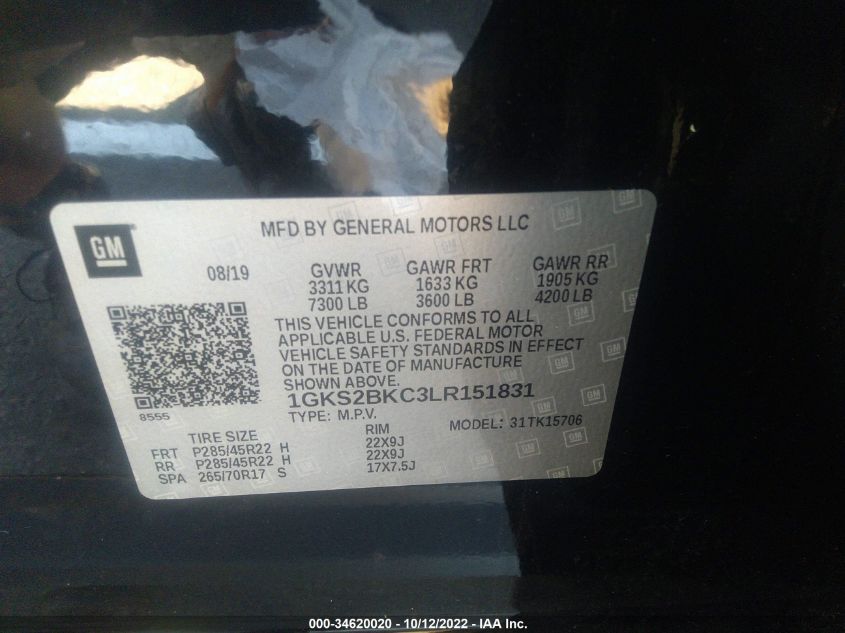 GM
MFD BY GENERAL MOTORS LLC
08/19 GVWR GAWR FRT GAWR RR
3311 KG 1633 KG 1905 KG
7300 LB 3600 LB 4200 LB
THIS VEHICLE CONFORMS TO ALL
APPLICABLE U.S. FEDERAL MOTOR
VEHICLE SAFETY STANDARDS IN EFFECT
ON THE DATE OF MANUFACTURE
SHOWN ABOVE.
1GKS2BKC3LR151831
8555
TYPE: M.P.V. MODEL: 31TK15706
TIRE SIZE RIM
FRT P285/45R22 H 22X9J
RR P285/45R22 H 22X9J
SPA 265/70R17 S 17X7.5J
000-34620020 - 10/12/2022 - IAA Inc.